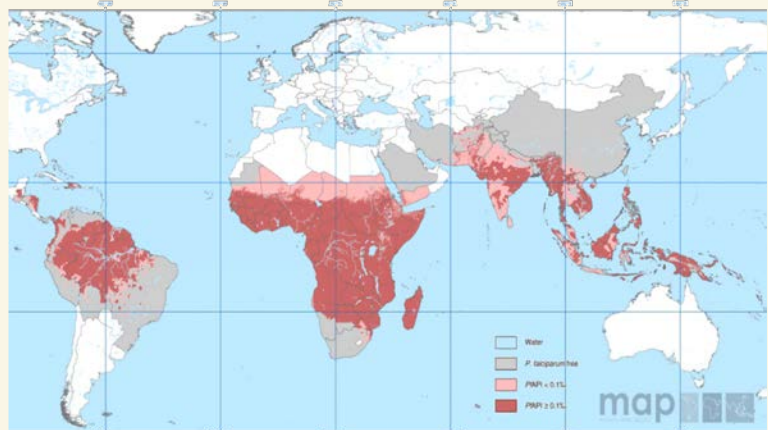 Water
P. falciparum free
PfAPI < 0.1‰
PfAPI ≥ 0.1‰
map